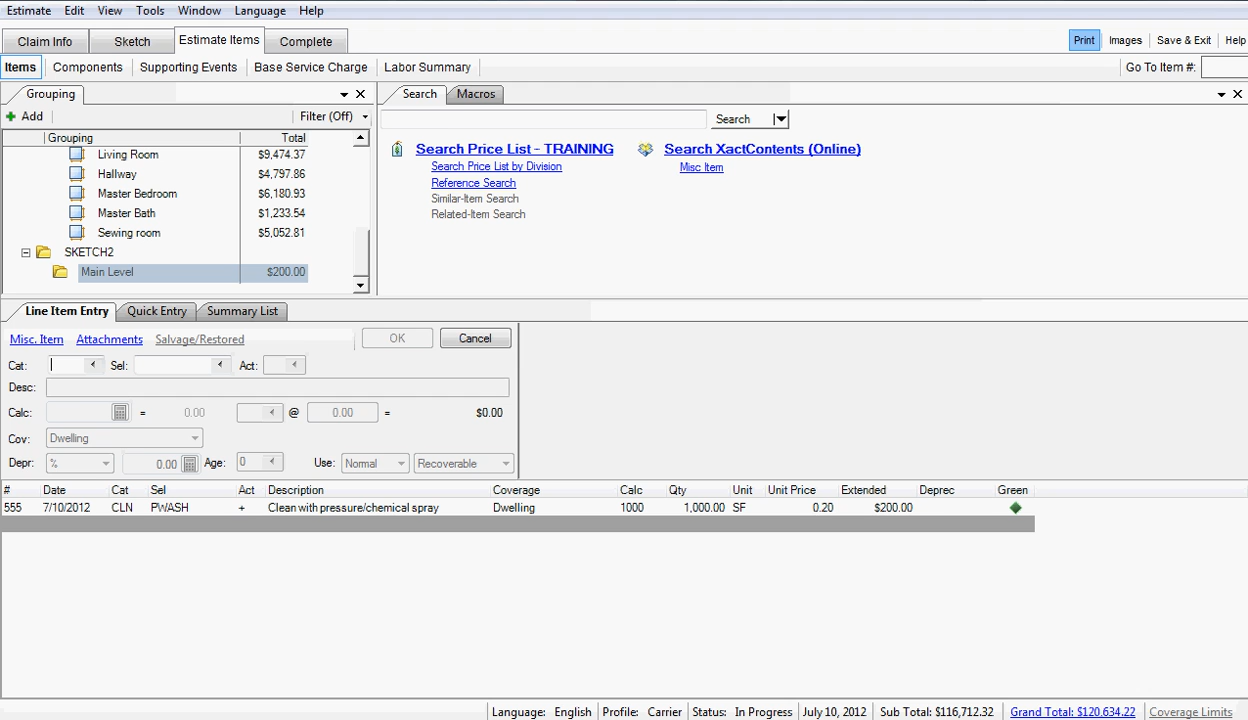 Estimate Edit View Tools Window Language Help
Claim Info Sketch Estimate Items Complete Print Images Save & Exit Help
Items Components Supporting Events Base Service Charge Labor Summary Go To Item #:
Grouping Search Macros
Add Filter (Off) Search
Grouping Total
Living Room $9,474.37
Hallway $4,797.86
Master Bedroom $6,180.93
Master Bath $1,233.54
Sewing room $5,052.81
SKETCH2
Main Level $200.00
Search Price List - TRAINING Search XactContents (Online)
Search Price List by Division Misc Item
Reference Search
Similar-Item Search
Related-Item Search
Line Item Entry Quick Entry Summary List
Misc. Item Attachments Salvage/Restored OK Cancel
Cat: Sel: Act:
Desc:
Calc: = 0.00 @ 0.00 = $0.00
Cov: Dwelling
Depr: % 0.00 Age: 0 Use: Normal Recoverable
# Date Cat Sel Act Description Coverage Calc Qty Unit Unit Price Extended Deprec Green
555 7/10/2012 CLN PWASH + Clean with pressure/chemical spray Dwelling 1000 1,000.00 SF 0.20 $200.00
Language: English Profile: Carrier Status: In Progress July 10, 2012 Sub Total: $116,712.32 Grand Total: $120,634.22 Coverage Limits